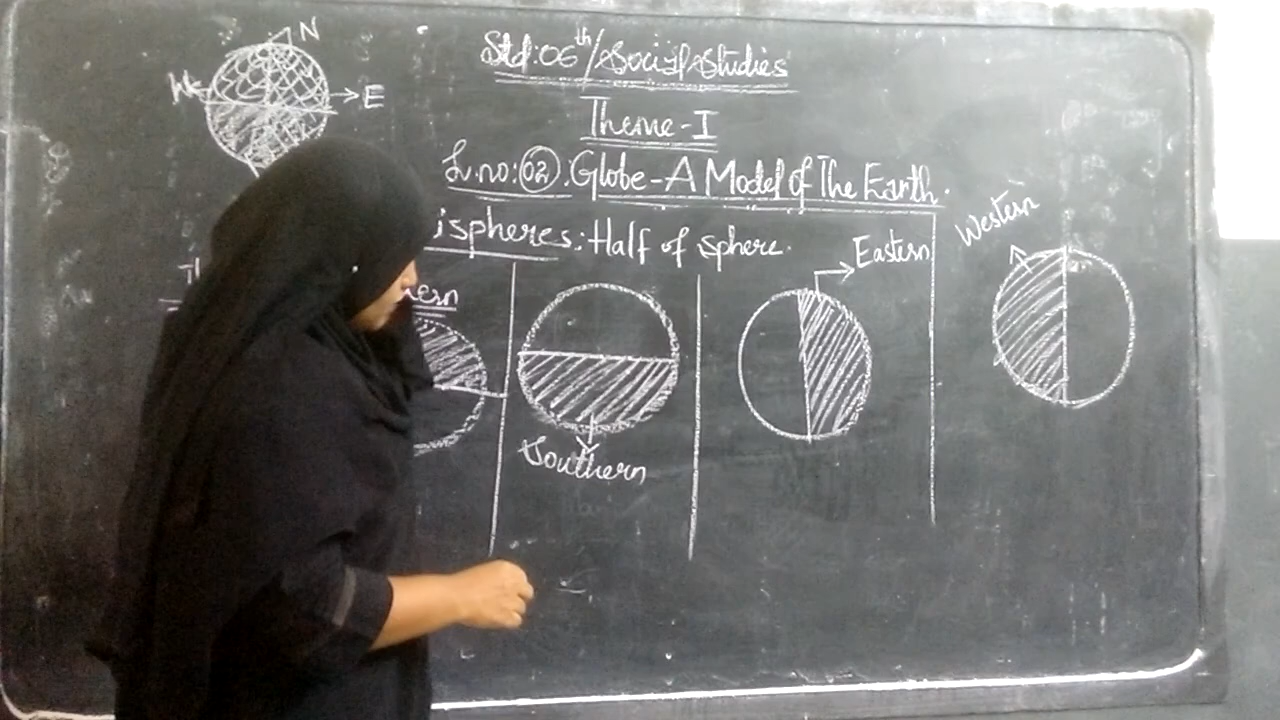 N
E
Std:06th/Social Studies
Theme-I
L.no:02:Globe-A Model of The Earth.
ispheres:Half of sphere.
Western
Eastern
hern
Southern